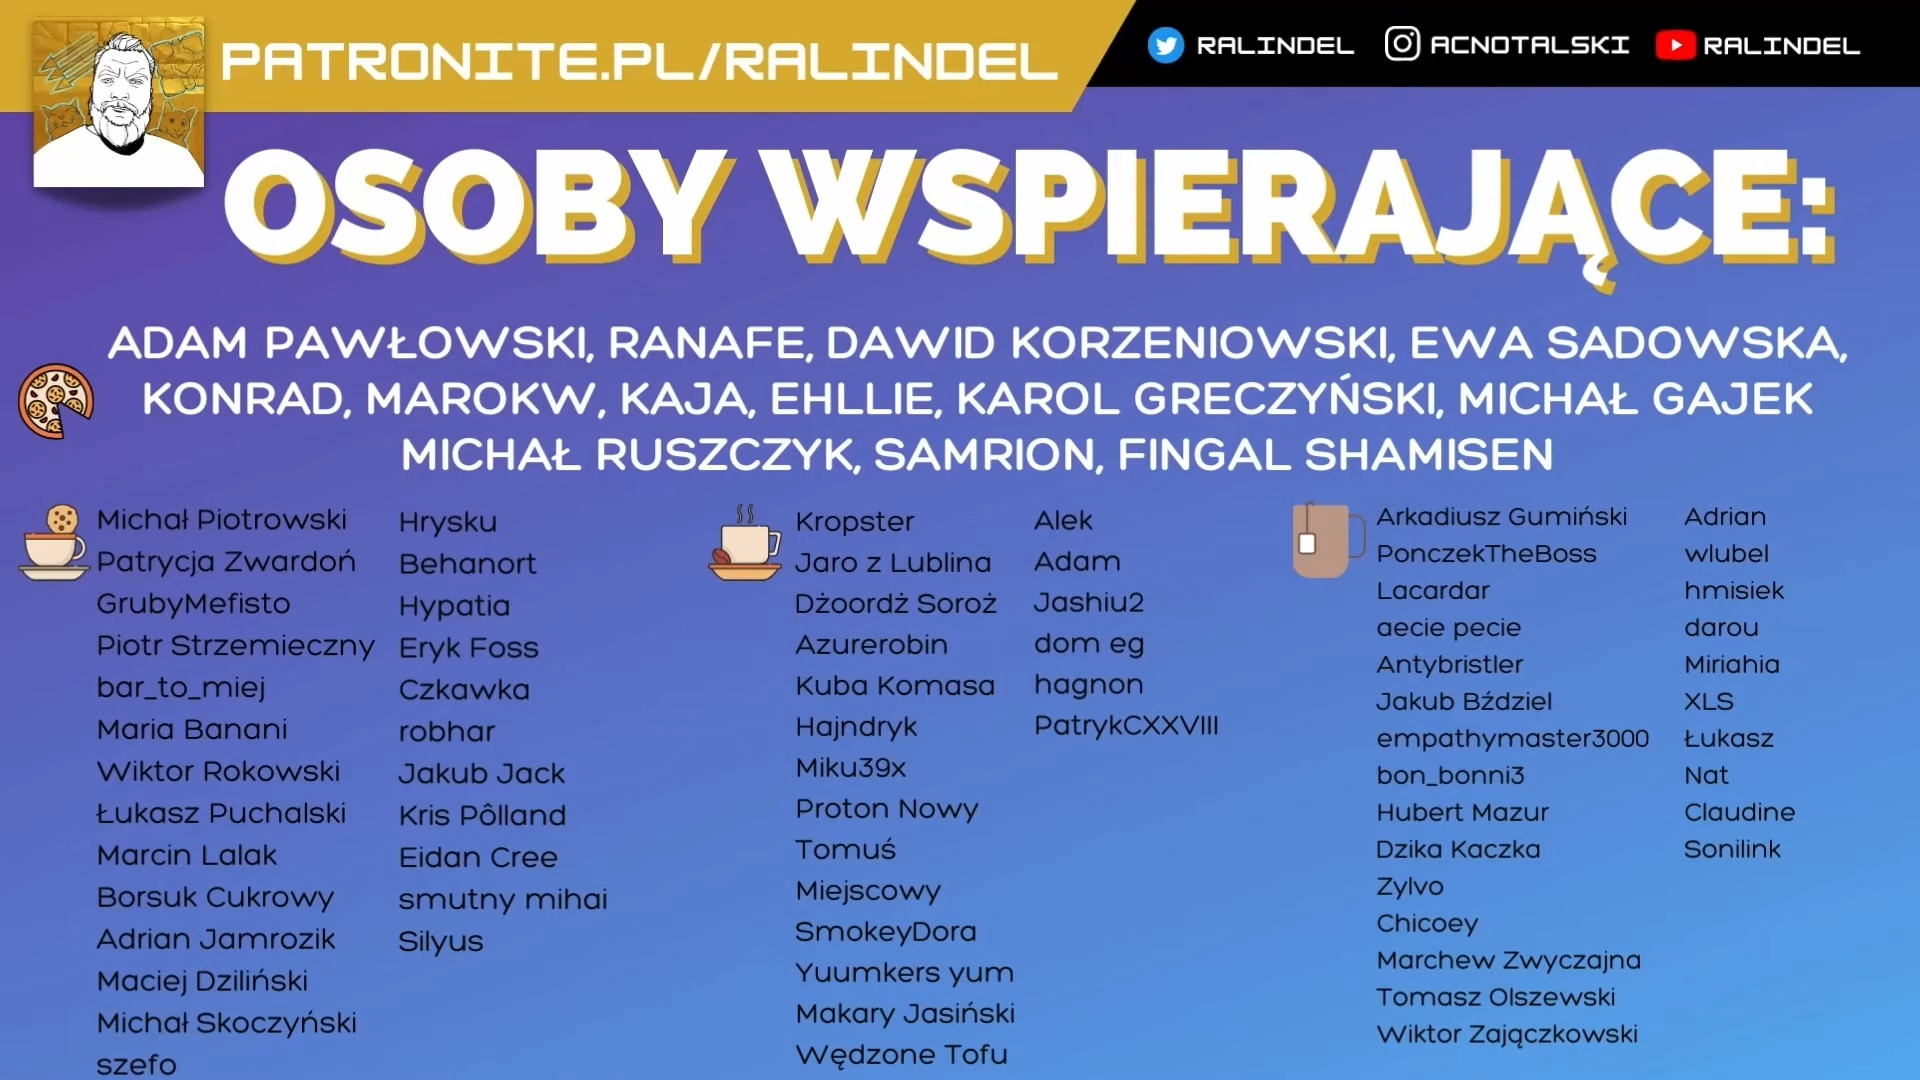 PATRONITE.PL/RALINDEL
RALINDEL
ACNOTALSKI
RALINDEL
OSOBY WSPIERAJĄCE:
ADAM PAWŁOWSKI, RANAFE, DAWID KORZENIOWSKI, EWA SADOWSKA,
KONRAD, MAROKW, KAJA, EHLLIE, KAROL GRECZYŃSKI, MICHAŁ GAJEK
MICHAŁ RUSZCZYK, SAMRION, FINGAL SHAMISEN
Michał Piotrowski
Patrycja Zwardoń
GrubyMefisto
Piotr Strzemieczny
bar_to_miej
Maria Banani
Wiktor Rokowski
Łukasz Puchalski
Marcin Lalak
Borsuk Cukrowy
Adrian Jamrozik
Maciej Dziliński
Michał Skoczyński
szefo
Hrysku
Behanort
Hypatia
Eryk Foss
Czkawka
robhar
Jakub Jack
Kris Pôlland
Eidan Cree
smutny mihai
Silyus
Kropster
Jaro z Lublina
Dżoordż Soroż
Azurerobin
Kuba Komasa
Hajndryk
Miku39x
Proton Nowy
Tomuś
Miejscowy
SmokeyDora
Yuumkers yum
Makary Jasiński
Wędzone Tofu
Alek
Adam
Jashiu2
dom eg
hagnon
PatrykCXXVIII
Arkadiusz Gumiński
PonczekTheBoss
Lacardar
aecie pecie
Antybristler
Jakub Bździel
empathymaster3000
bon_bonni3
Hubert Mazur
Dzika Kaczka
Zylvo
Chicoey
Marchew Zwyczajna
Tomasz Olszewski
Wiktor Zajączkowski
Adrian
wlubel
hmisiek
darou
Miriahia
XLS
Łukasz
Nat
Claudine
Sonilink